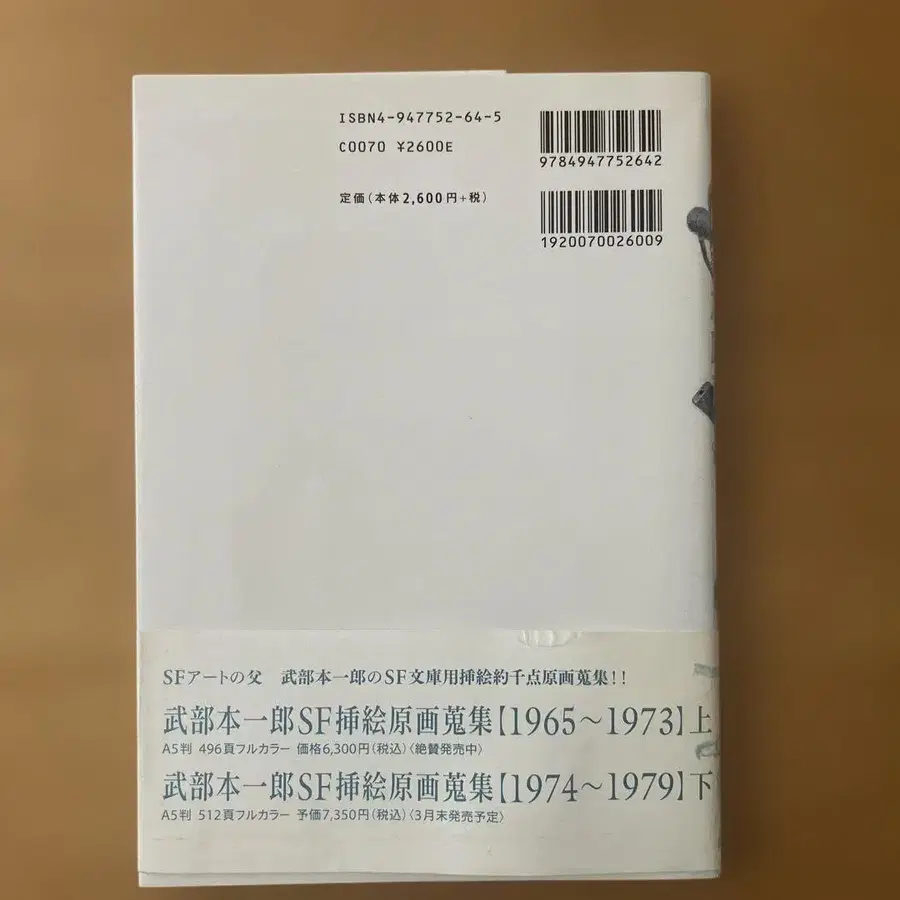 ISBN4-947752-64-5
C0070 ¥2600E
定価(本体2,600円+税)
9784947752642
1920070026009
SFアートの父　武部本一郎のSF文庫用挿絵約千点原画蒐集!!
武部本一郎SF挿絵原画蒐集【1965〜1973】上
A5判 496頁フルカラー 価格6,300円(税込)〈絶賛発売中〉
武部本一郎SF挿絵原画蒐集【1974〜1979】下
A5判 512頁フルカラー 予価7,350円(税込)〈3月末発売予定〉